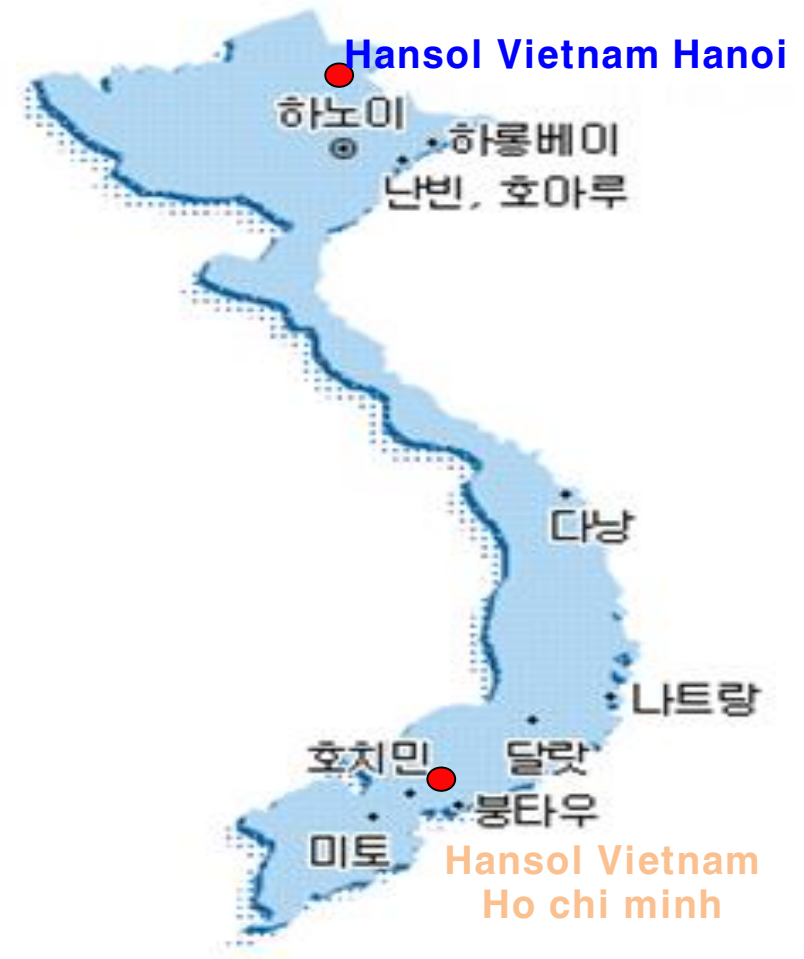 Hansol Vietnam Hanoi
하노이
하롱베이
난빈, 호아루
다낭
나트랑
호치민
달랏
붕타우
미토
Hansol Vietnam
Ho chi minh